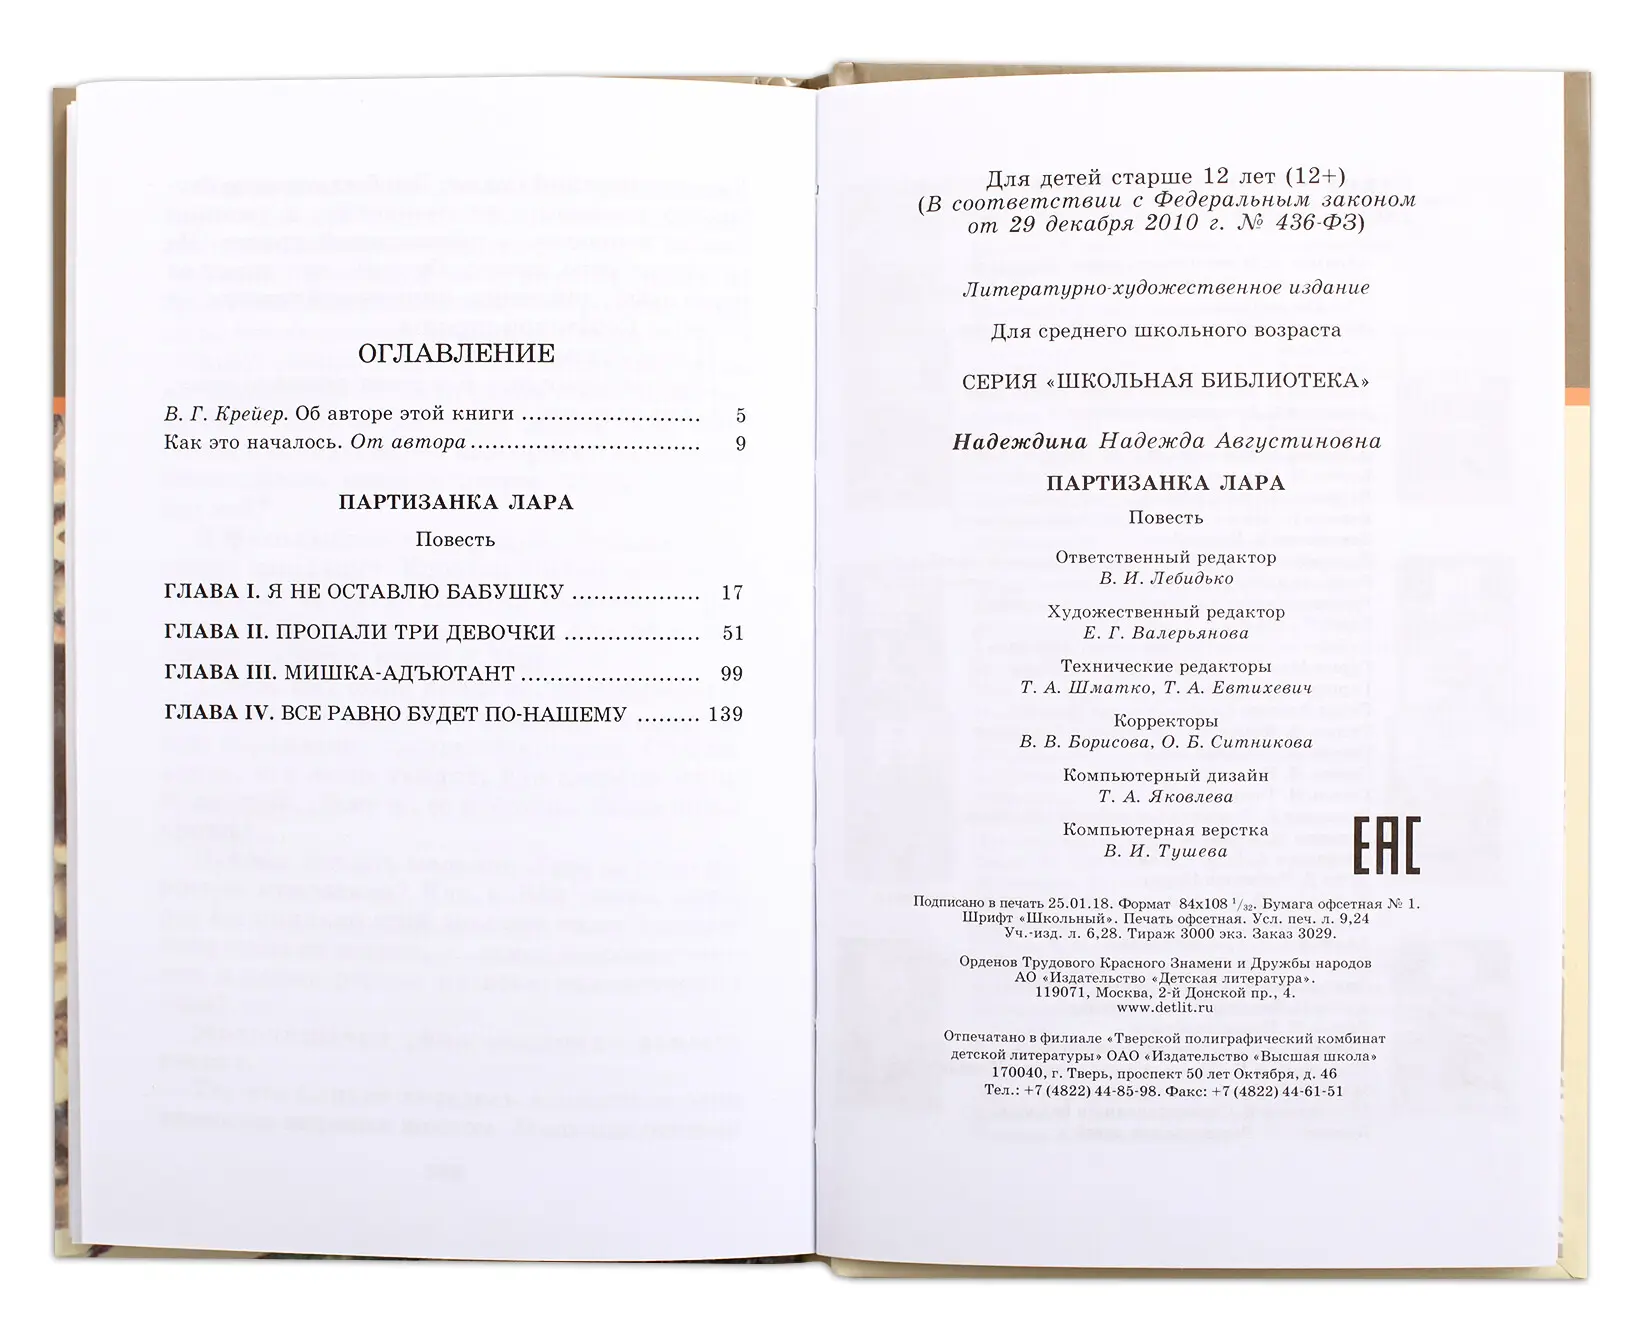 ОГЛАВЛЕНИЕ
В. Г. Крейер. Об авторе этой книги ........................ 5
Как это началось. От автора ............................... 9
ПАРТИЗАНКА ЛАРА
Повесть
ГЛАВА I. Я НЕ ОСТАВЛЮ БАБУШКУ .................. 17
ГЛАВА II. ПРОПАЛИ ТРИ ДЕВОЧКИ ................... 51
ГЛАВА III. МИШКА-АДЪЮТАНТ ......................... 99
ГЛАВА IV. ВСЕ РАВНО БУДЕТ ПО-НАШЕМУ ......... 139
Для детей старше 12 лет (12+)
(В соответствии с Федеральным законом
от 29 декабря 2010 г. № 436-ФЗ)
Литературно-художественное издание
Для среднего школьного возраста
СЕРИЯ «ШКОЛЬНАЯ БИБЛИОТЕКА»
Надеждина Надежда Августиновна
ПАРТИЗАНКА ЛАРА
Повесть
Ответственный редактор
В. И. Лебидько
Художественный редактор
Е. Г. Валерьянова
Технические редакторы
Т. А. Шматко, Т. А. Евтихевич
Корректоры
В. В. Борисова, О. Б. Ситникова
Компьютерный дизайн
Т. А. Яковлева
Компьютерная верстка
В. И. Тушева
EAC
Подписано в печать 25.01.18. Формат 84x108 1/32. Бумага офсетная № 1.
Шрифт «Школьный». Печать офсетная. Усл. печ. л. 9,24
Уч.-изд. л. 6,28. Тираж 3000 экз. Заказ 3029.
Орденов Трудового Красного Знамени и Дружбы народов
АО «Издательство «Детская литература».
119071, Москва, 2-й Донской пр., 4.
www.detlit.ru
Отпечатано в филиале «Тверской полиграфический комбинат
детской литературы» ОАО «Издательство «Высшая школа»
170040, г. Тверь, проспект 50 лет Октября, д. 46
Тел.: +7 (4822) 44-85-98. Факс: +7 (4822) 44-61-51